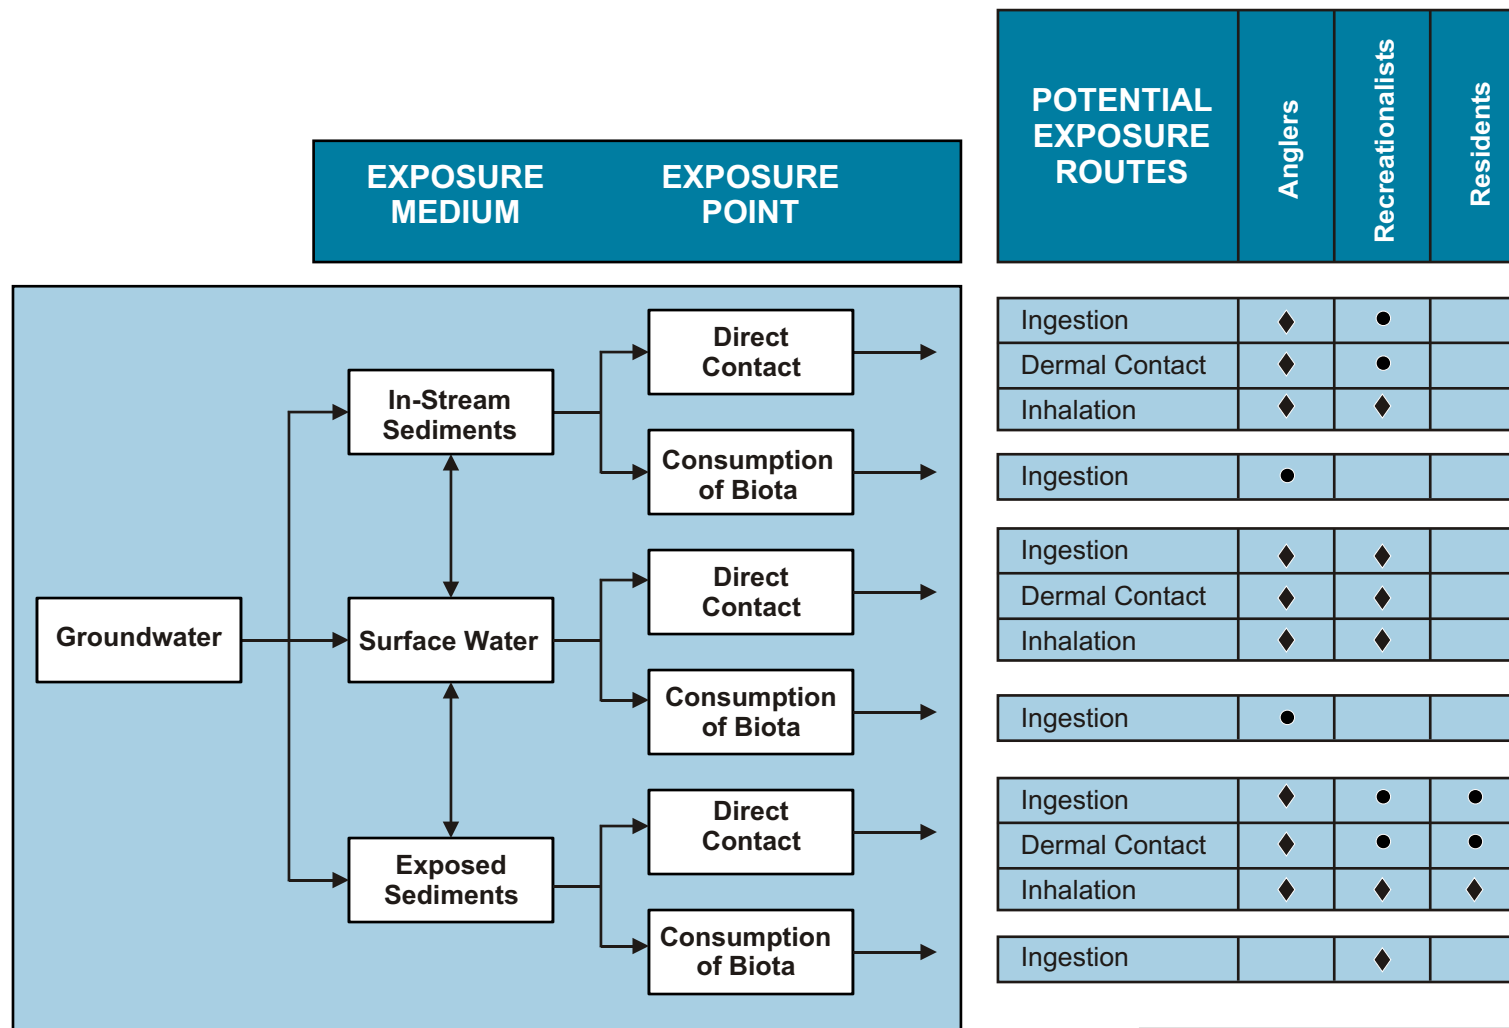 POTENTIAL
EXPOSURE
ROUTES
Anglers
Recreationalists
Residents
EXPOSURE
MEDIUM
EXPOSURE
POINT
Groundwater
In-Stream
Sediments
Surface Water
Exposed
Sediments
Direct
Contact
Consumption
of Biota
Direct
Contact
Consumption
of Biota
Direct
Contact
Consumption
of Biota
Ingestion
Dermal Contact
Inhalation
Ingestion
Ingestion
Dermal Contact
Inhalation
Ingestion
Ingestion
Dermal Contact
Inhalation
Ingestion